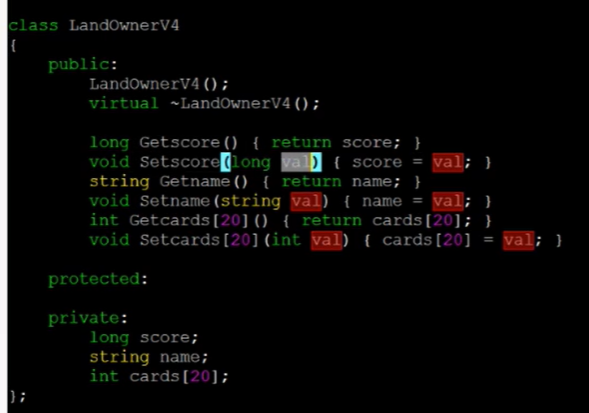 class LandOwnerV4
{
    public:
        LandOwnerV4();
        virtual ~LandOwnerV4();

        long Getscore() { return score; }
        void Setscore(long val) { score = val; }
        string Getname() { return name; }
        void Setname(string val) { name = val; }
        int Getcards[20]() { return cards[20]; }
        void Setcards[20](int val) { cards[20] = val; }

    protected:

    private:
        long score;
        string name;
        int cards[20];
};